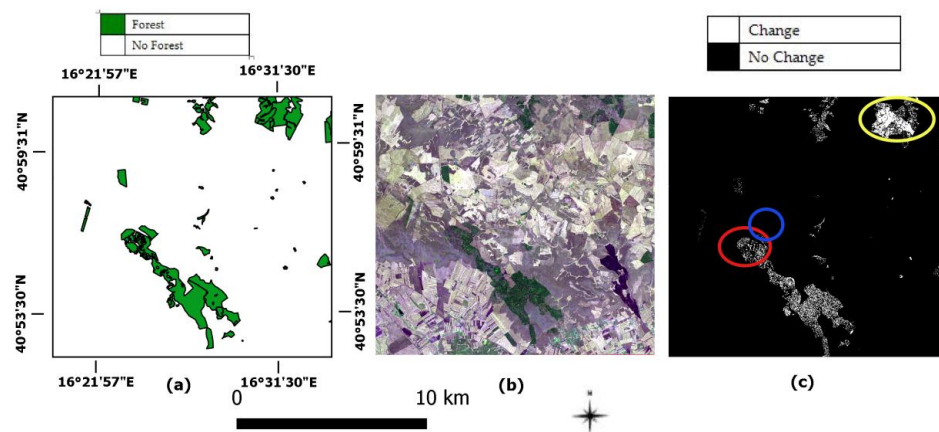 Forest
No Forest
16°21'57"E
16°31'30"E
Change
No Change
40°59'31"N
40°59'31"N
40°53'30"N
40°53'30"N
16°21'57"E
(a)
16°31'30"E
(b)
(c)
0
10 km
N